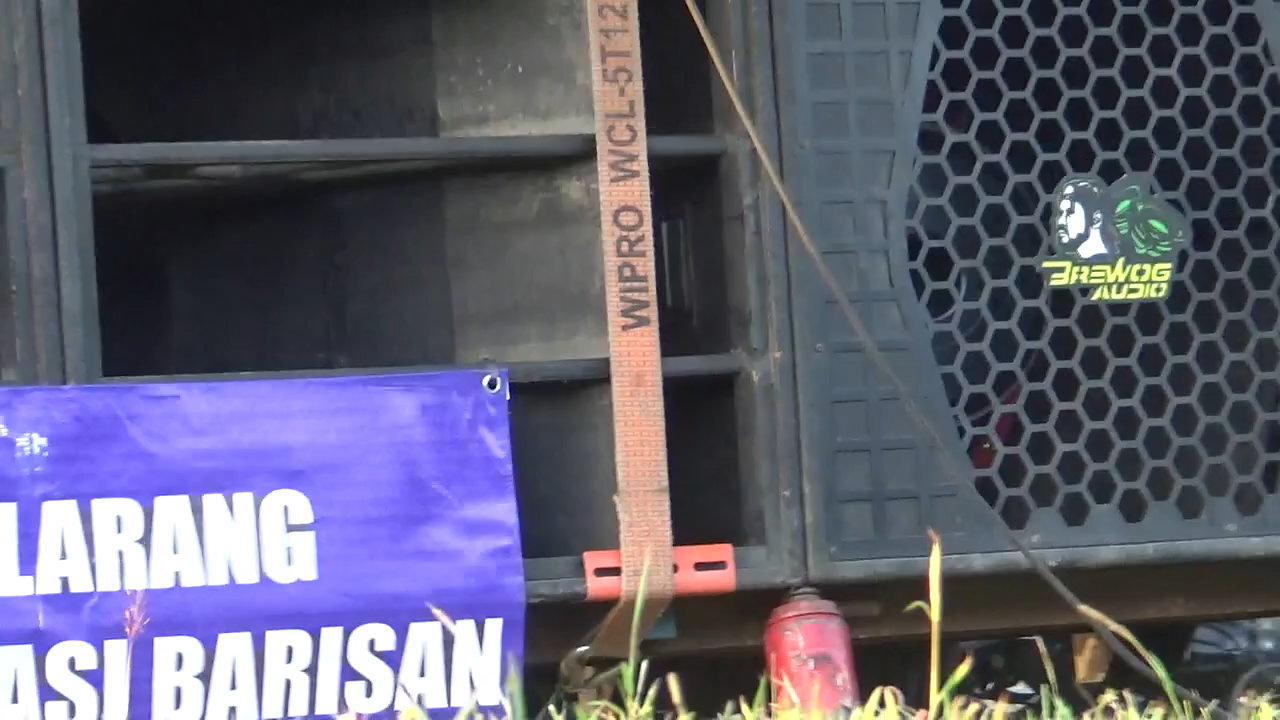 WIPRO WCL-5T12
BREWOG
AUDIO
LARANG
ASI BARISAN